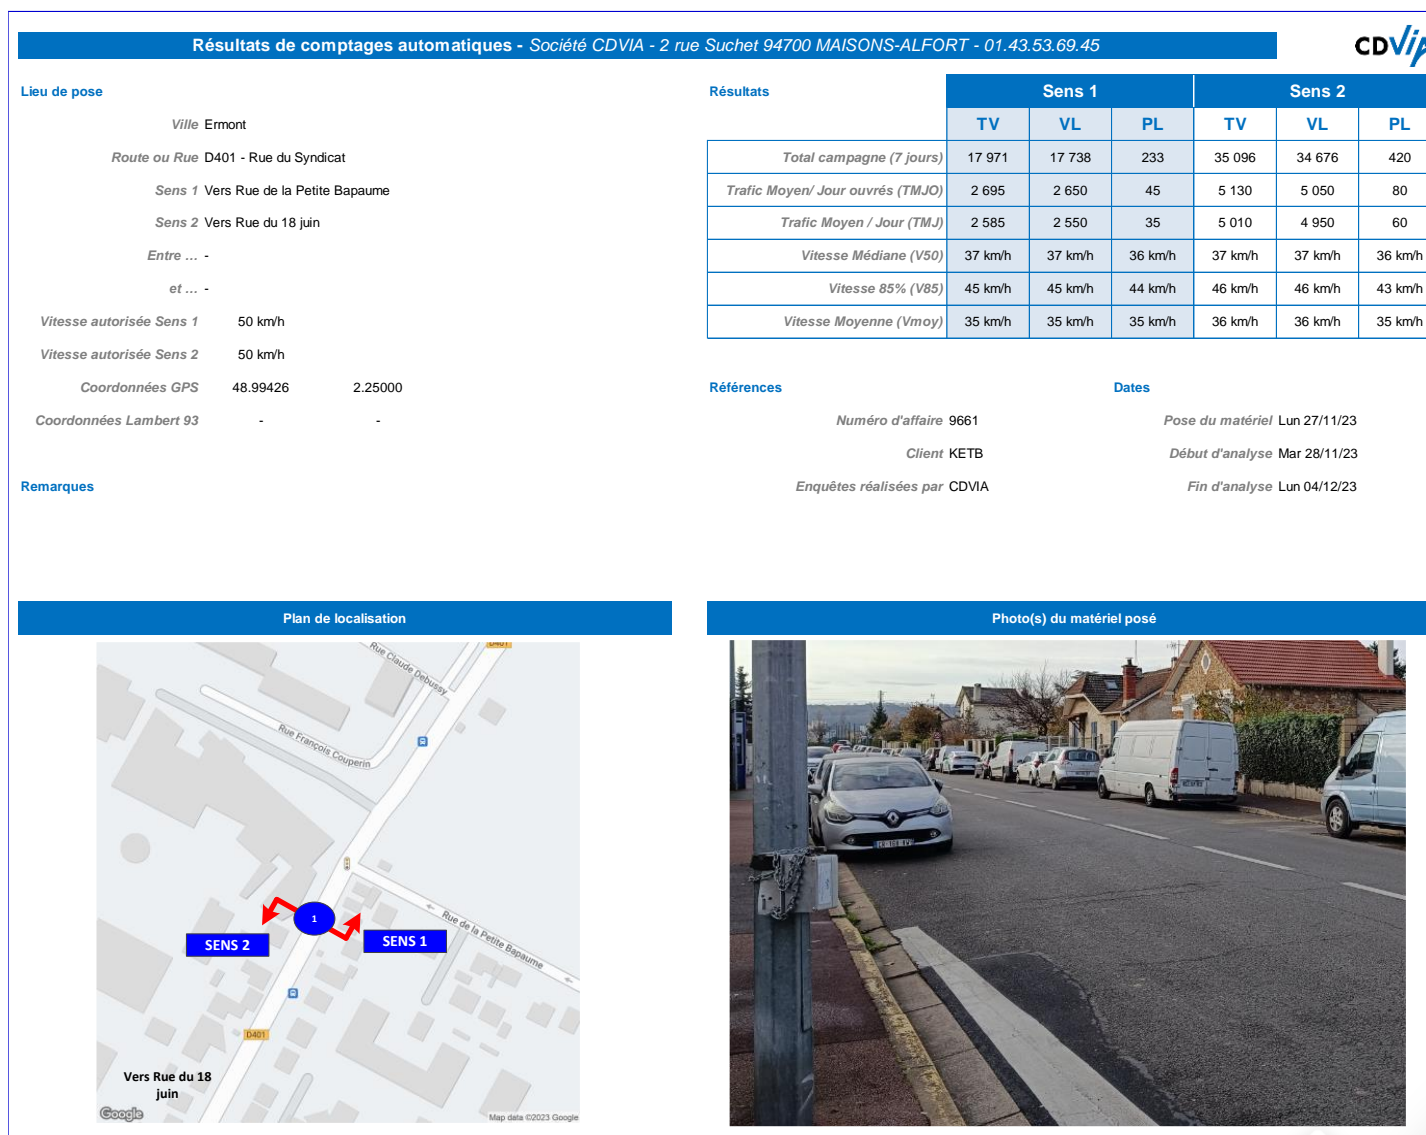 Résultats de comptages automatiques - Société CDVIA - 2 rue Suchet 94700 MAISONS-ALFORT - 01.43.53.69.45
Lieu de pose
Ville Ermont
Route ou Rue D401 - Rue du Syndicat
Sens 1 Vers Rue de la Petite Bapaume
Sens 2 Vers Rue du 18 juin
Entre ... -
et ... -
Vitesse autorisée Sens 1 50 km/h
Vitesse autorisée Sens 2 50 km/h
Coordonnées GPS 48.99426 2.25000
Coordonnées Lambert 93 - -
Remarques
Résultats Sens 1 Sens 2
TV VL PL TV VL PL
Total campagne (7 jours) 17 971 17 738 233 35 096 34 676 420
Trafic Moyen/ Jour ouvrés (TMJO) 2 695 2 650 45 5 130 5 050 80
Trafic Moyen / Jour (TMJ) 2 585 2 550 35 5 010 4 950 60
Vitesse Médiane (V50) 37 km/h 37 km/h 36 km/h 37 km/h 37 km/h 36 km/h
Vitesse 85% (V85) 45 km/h 45 km/h 44 km/h 46 km/h 46 km/h 43 km/h
Vitesse Moyenne (Vmoy) 35 km/h 35 km/h 35 km/h 36 km/h 36 km/h 35 km/h
Références
Numéro d'affaire 9661
Client KETB
Enquêtes réalisées par CDVIA
Dates
Pose du matériel Lun 27/11/23
Début d'analyse Mar 28/11/23
Fin d'analyse Lun 04/12/23
Plan de localisation
D401
Rue Claude Debussy
Rue François Couperin
1
SENS 2
SENS 1
Rue de la Petite Bapaume
D401
Vers Rue du 18
juin
Google
Map data ©2023 Google
Photo(s) du matériel posé